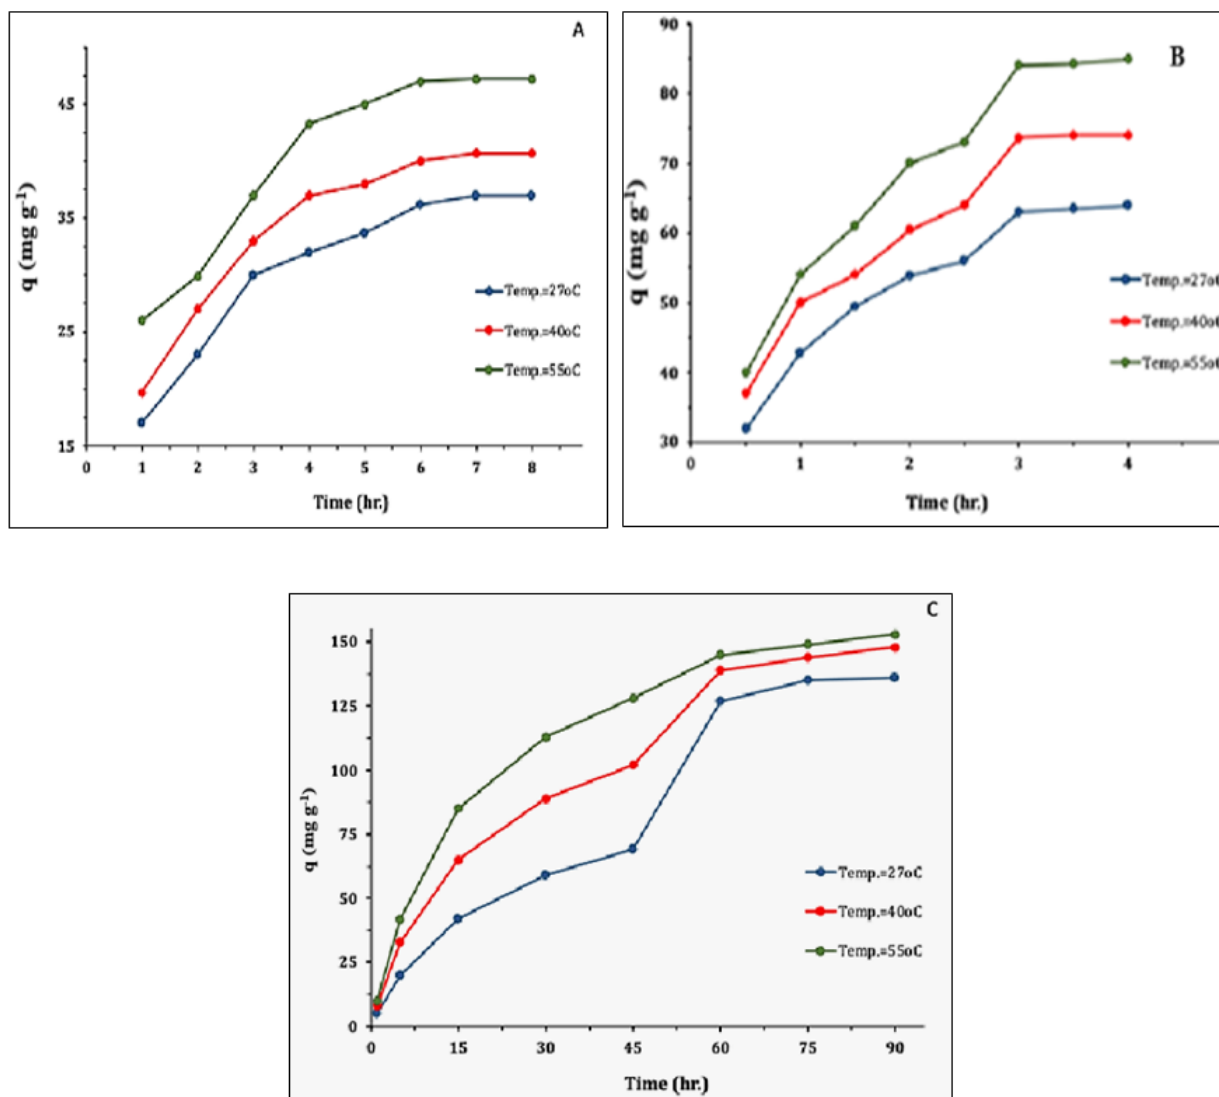 A
q (mg g⁻¹)
45
35
25
15
0 1 2 3 4 5 6 7 8
Time (hr.)
Temp.=27oC
Temp.=40oC
Temp.=55oC
B
q (mg g⁻¹)
90
80
70
60
50
40
30
0 1 2 3 4
Time (hr.)
Temp.=27oC
Temp.=40oC
Temp.=55oC
C
q (mg g⁻¹)
150
125
100
75
50
25
0
0 15 30 45 60 75 90
Time (hr.)
Temp.=27oC
Temp.=40oC
Temp.=55oC